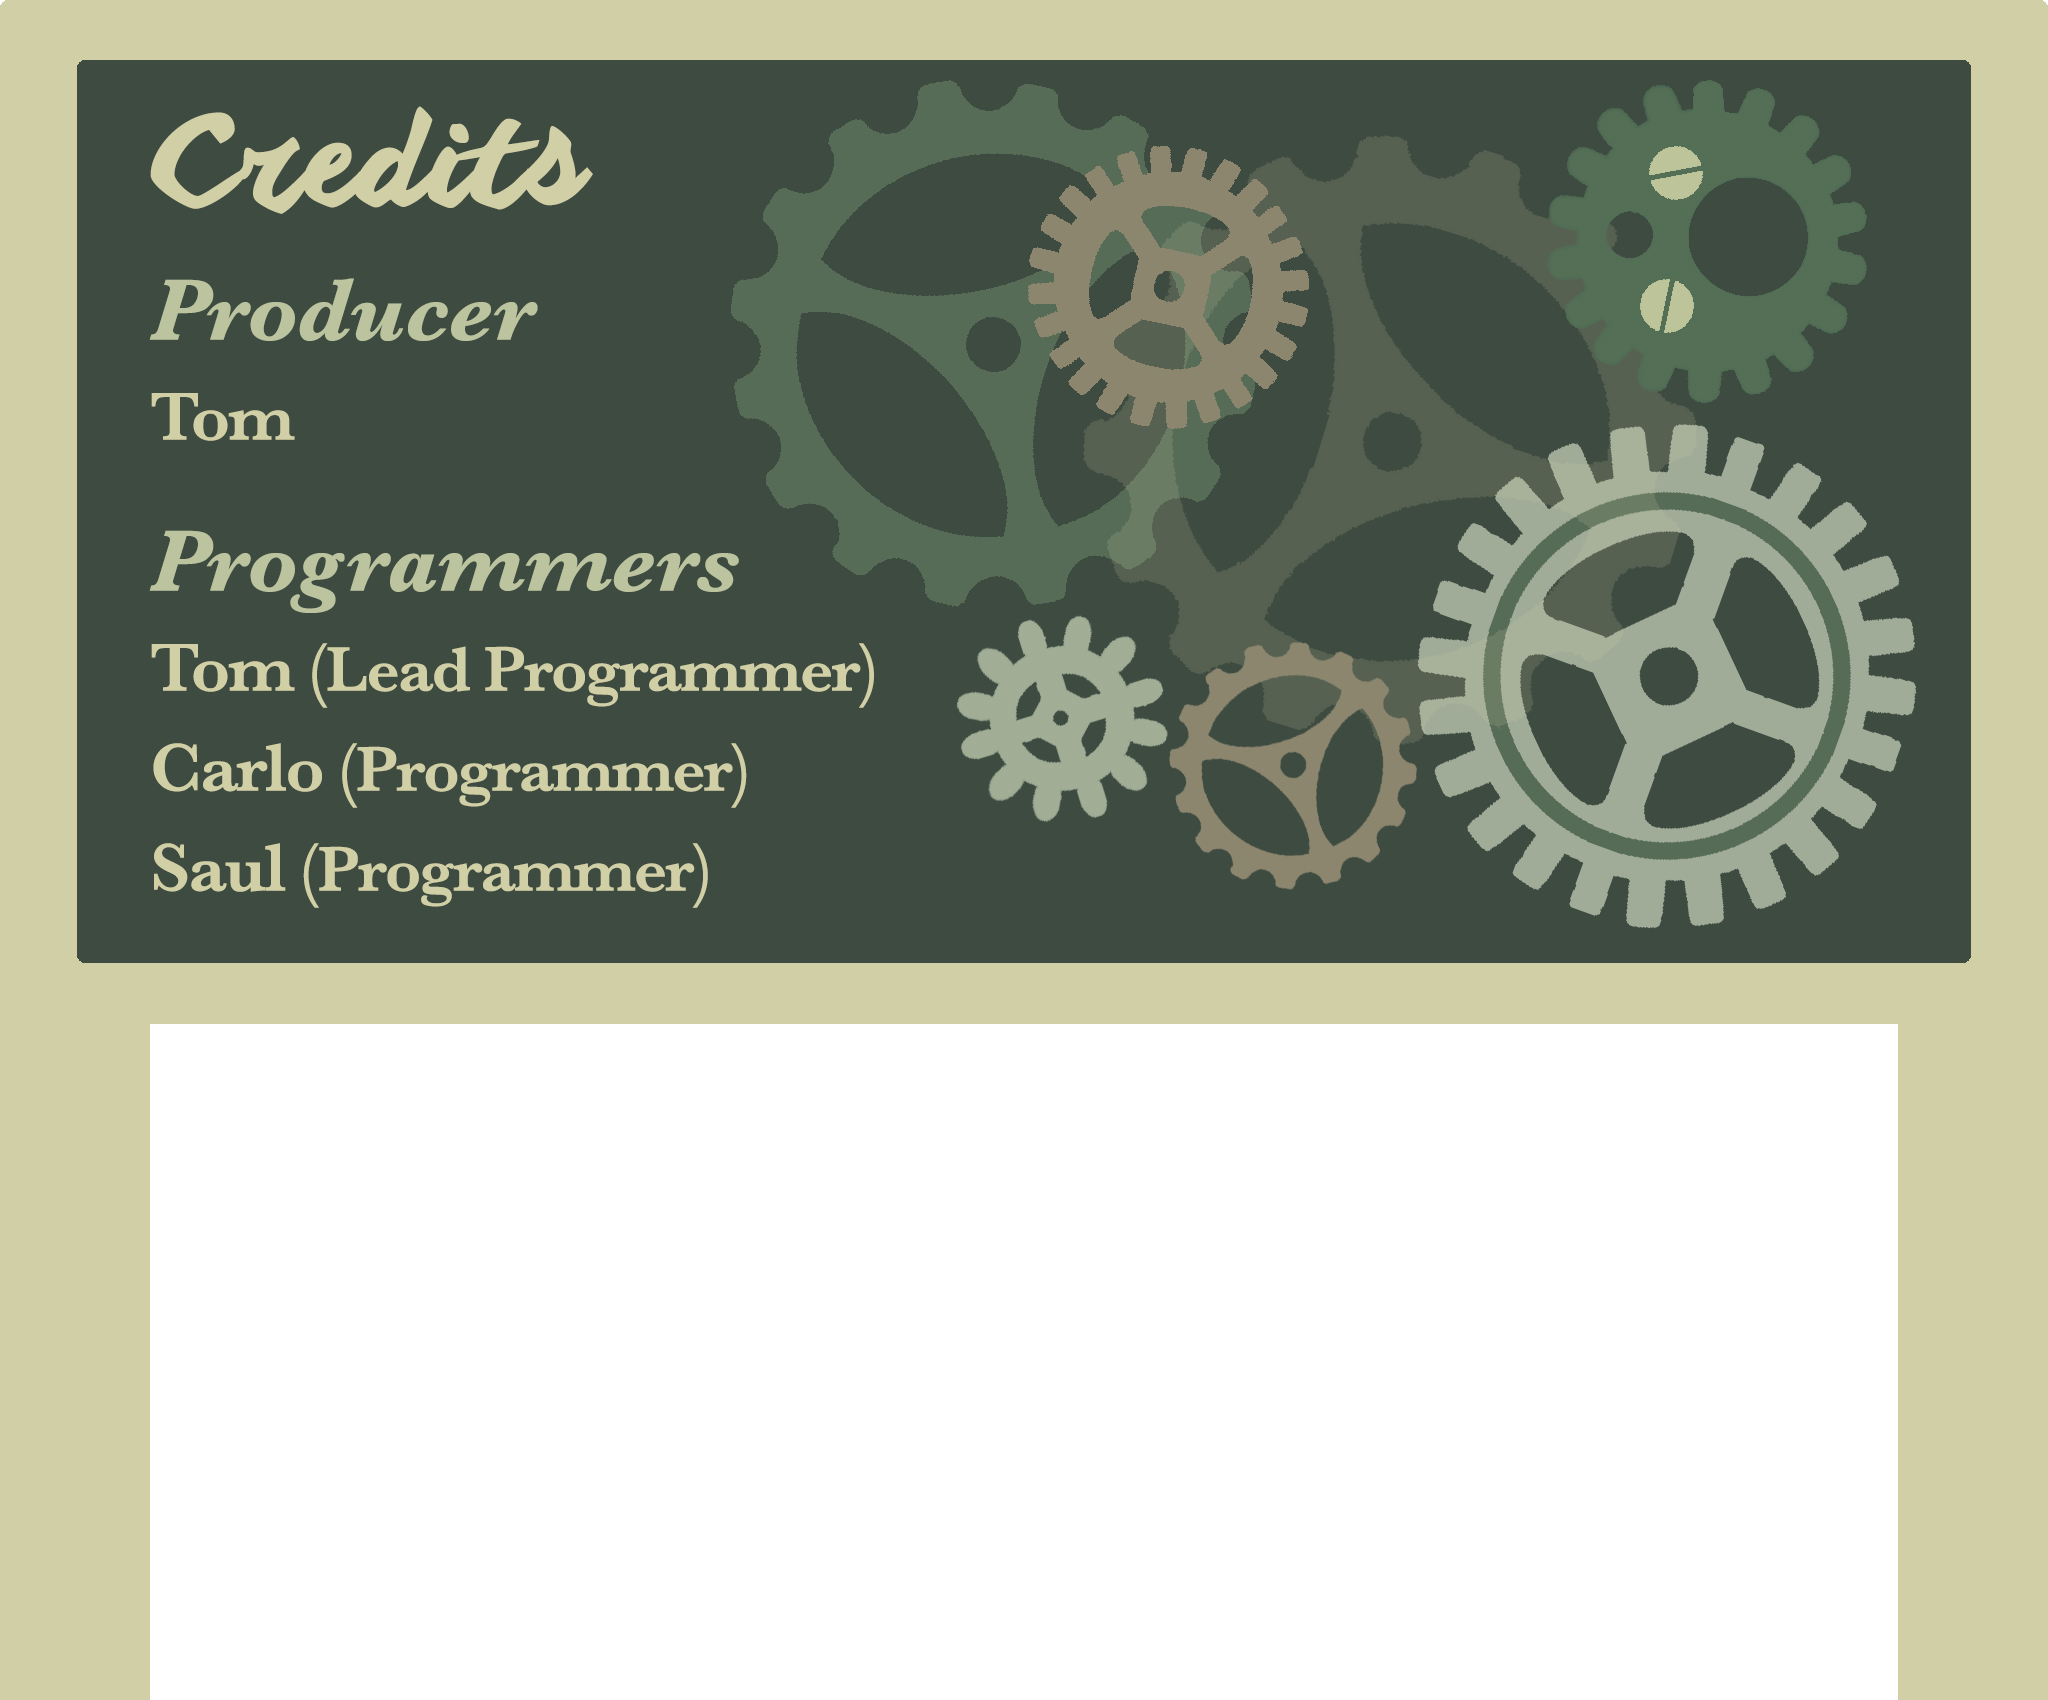 Credits
Producer
Tom
Programmers
Tom (Lead Programmer)
Carlo (Programmer)
Saul (Programmer)